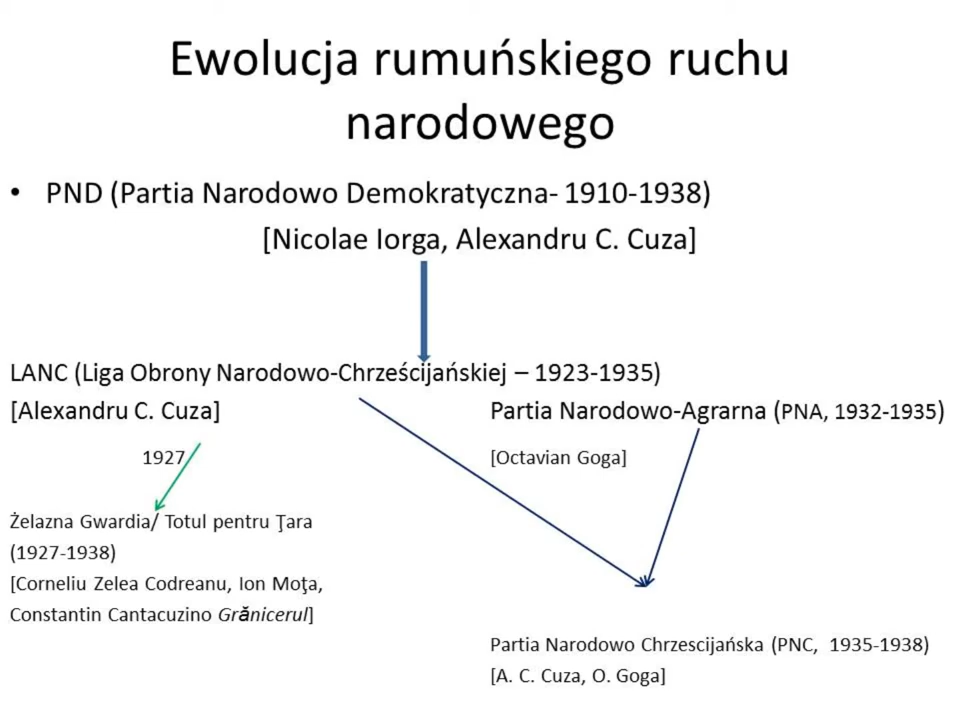 Ewolucja rumuńskiego ruchu
narodowego
• PND (Partia Narodowo Demokratyczna- 1910-1938)
[Nicolae Iorga, Alexandru C. Cuza]
LANC (Liga Obrony Narodowo-Chrześcijańskiej – 1923-1935)
[Alexandru C. Cuza]
Partia Narodowo-Agrarna (PNA, 1932-1935)
1927
[Octavian Goga]
Żelazna Gwardia/ Totul pentru Ţara
(1927-1938)
[Corneliu Zelea Codreanu, Ion Moţa,
Constantin Cantacuzino Grănicerul]
Partia Narodowo Chrzescijańska (PNC, 1935-1938)
[A. C. Cuza, O. Goga]